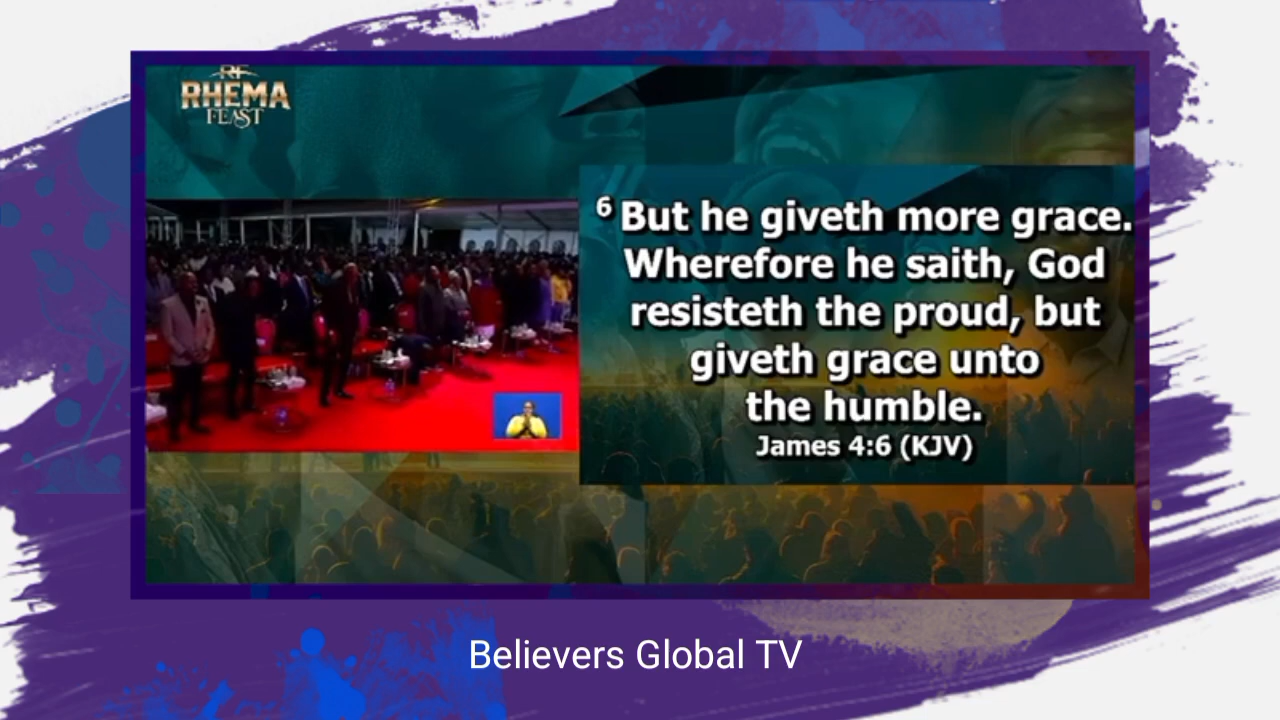 RF
RHEMA
FEAST
6 But he giveth more grace.
Wherefore he saith, God
resisteth the proud, but
giveth grace unto
the humble.
James 4:6 (KJV)
Believers Global TV